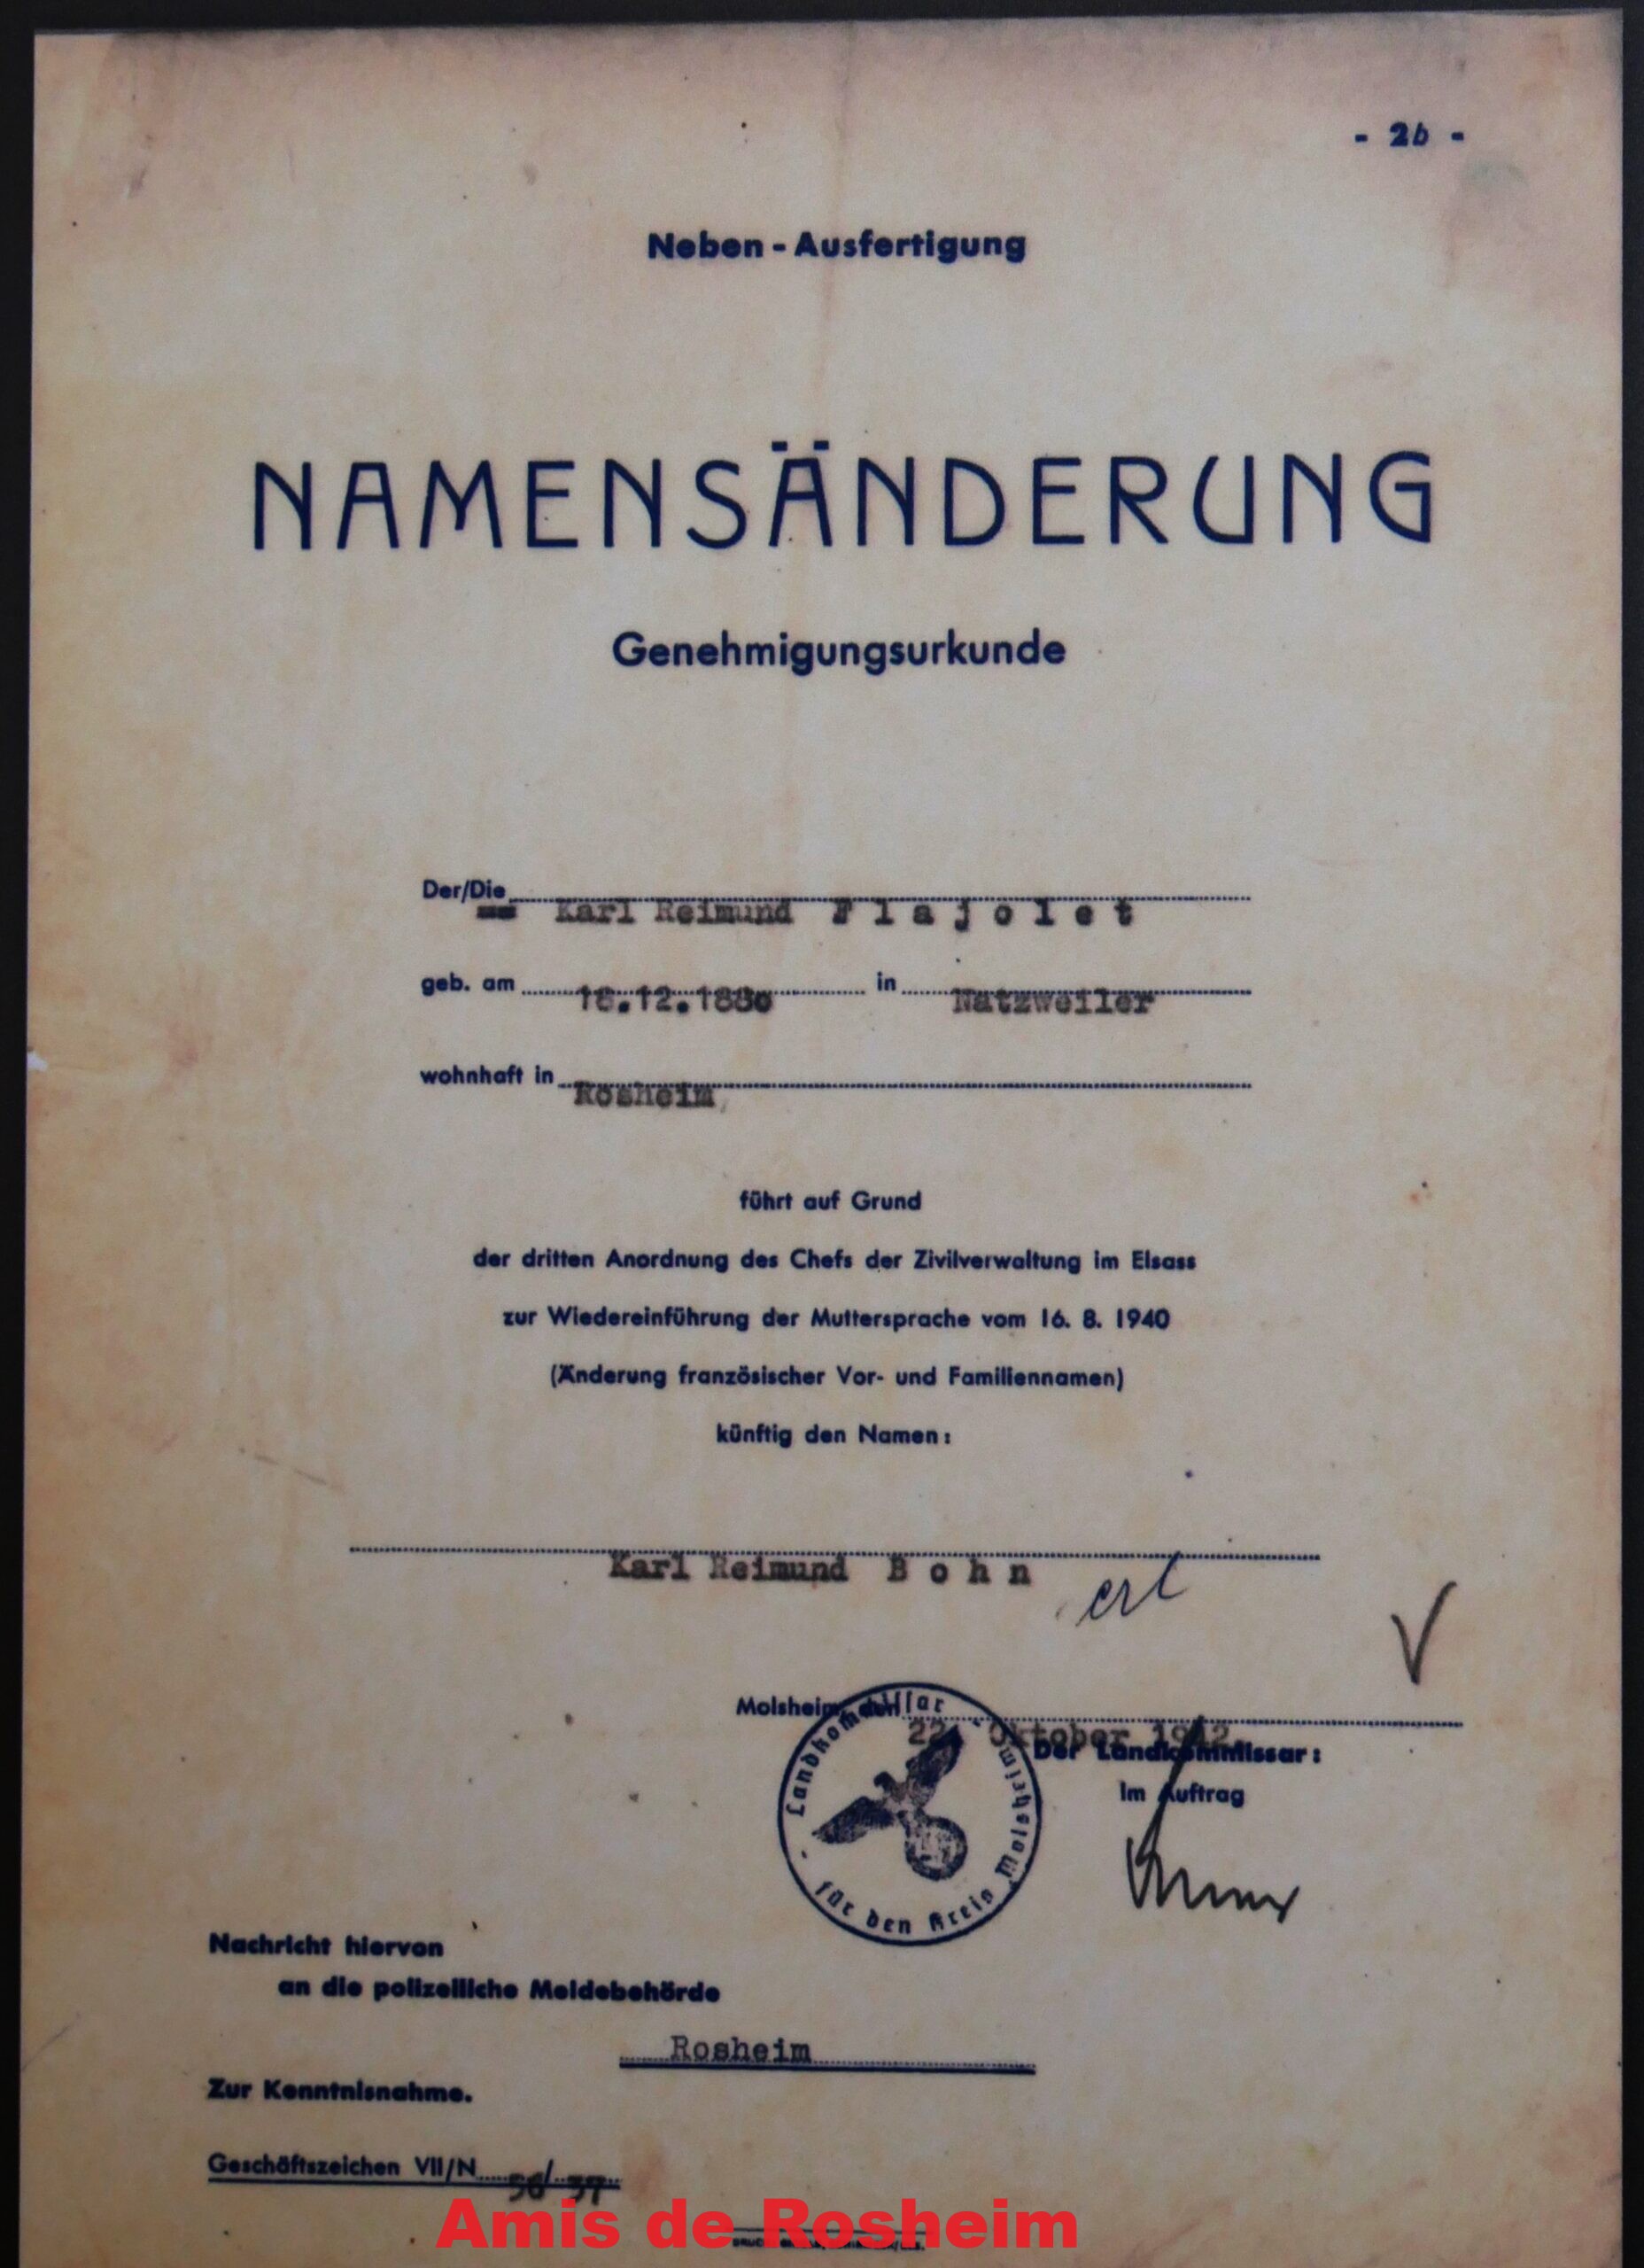 - 26 -
Neben - Ausfertigung
NAMENSÄNDERUNG
Genehmigungsurkunde
Der/Die
Karl Reimund Flajolet
geb. am 16.12.1880 in Natzweiler
wohnhaft in Rosheim
führt auf Grund
der dritten Anordnung des Chefs der Zivilverwaltung im Elsass
zur Wiedereinführung der Muttersprache vom 16. 8. 1940
(Änderung französischer Vor- und Familiennamen)
künftig den Namen:
Karl Reimund Bohn
erl
Molsheim, den 22. Oktober 1942
Der Landkommissar:
Im Auftrag
Landkommissar
für den Kreis Molsheim
Nachricht hiervon
an die polizeiliche Meldebehörde
Rosheim
Zur Kenntnisnahme.
Geschäftszeichen VII/N
Amis de Rosheim